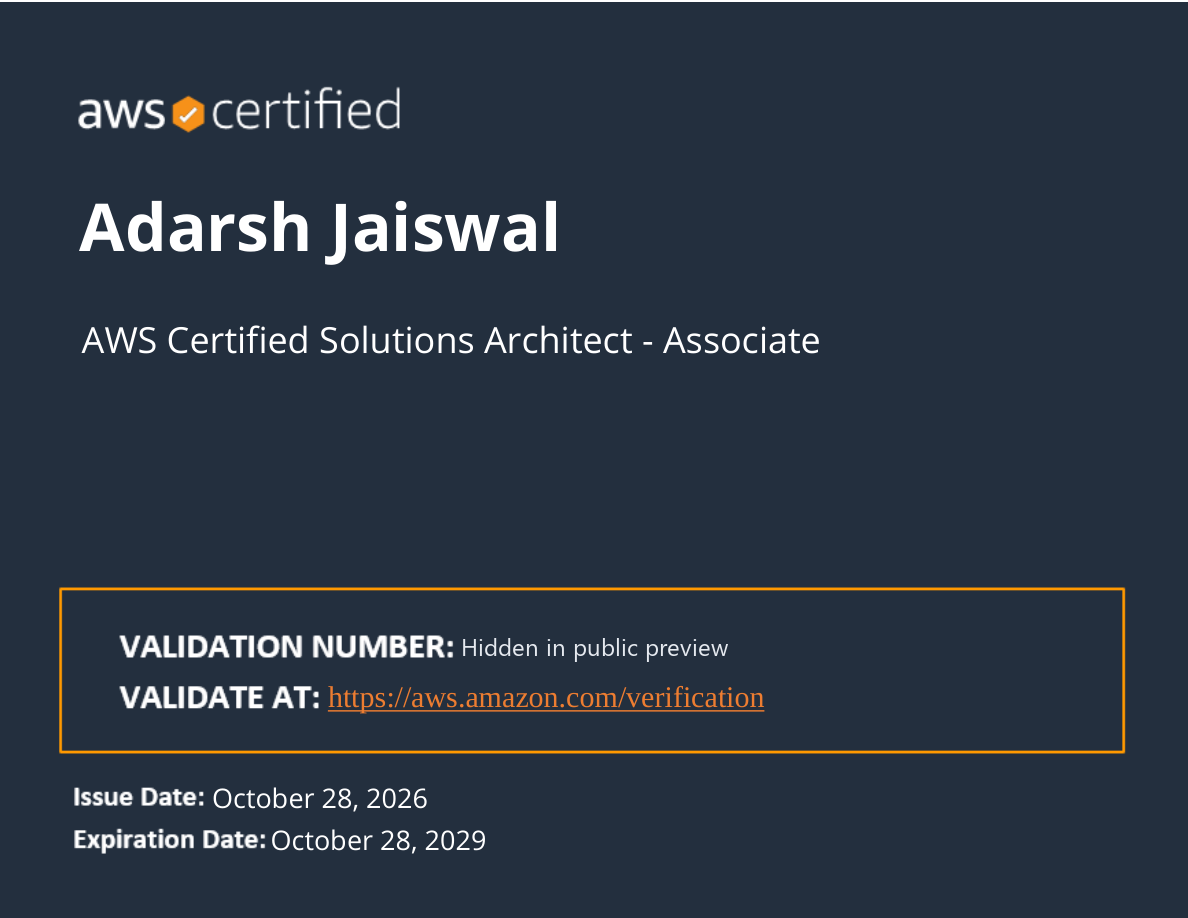 aws certified
Adarsh Jaiswal
AWS Certified Solutions Architect - Associate
VALIDATION NUMBER: Hidden in public preview
VALIDATE AT: https://aws.amazon.com/verification
Issue Date: October 28, 2026
Expiration Date: October 28, 2029